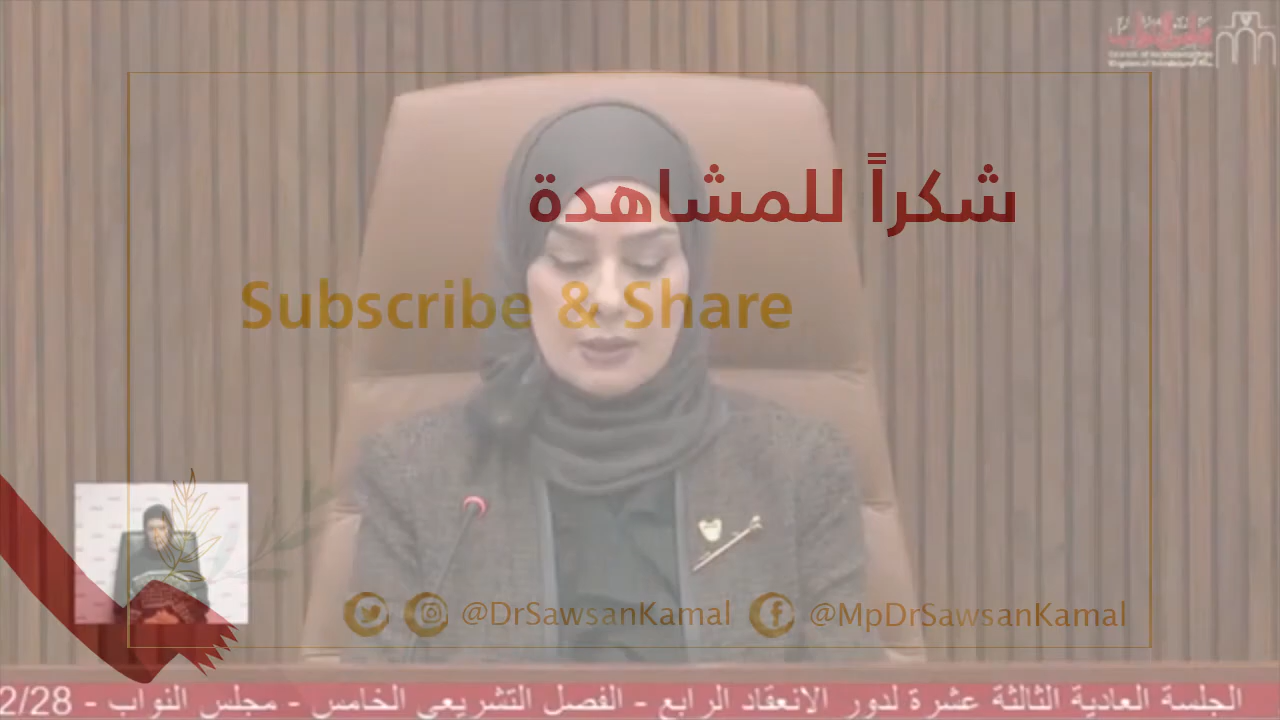 شكراً للمشاهدة
Subscribe & Share
@DrSawsanKamal @MpDrSawsanKamal
الجلسة العادية الثالثة عشرة لدور الانعقاد الرابع - الفصل التشريعي الخامس - مجلس النواب - 2/28